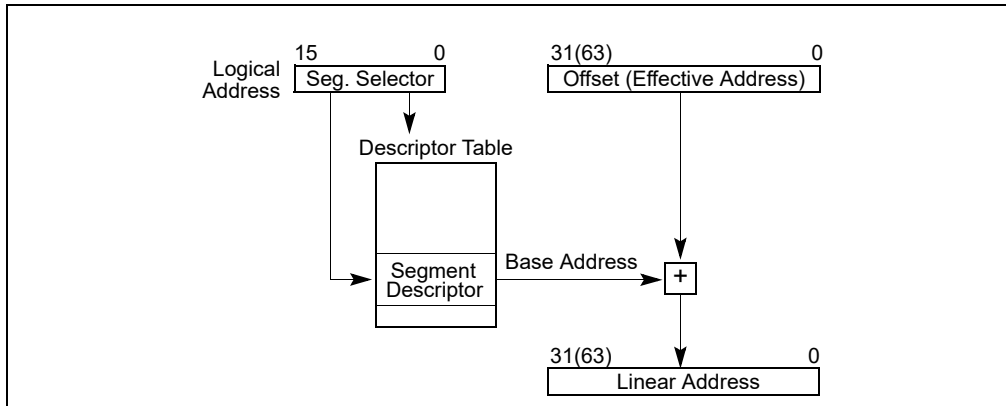 15 0 31(63) 0
Logical Address
Seg. Selector
Offset (Effective Address)
Descriptor Table
Segment
Descriptor
Base Address
+
31(63) 0
Linear Address